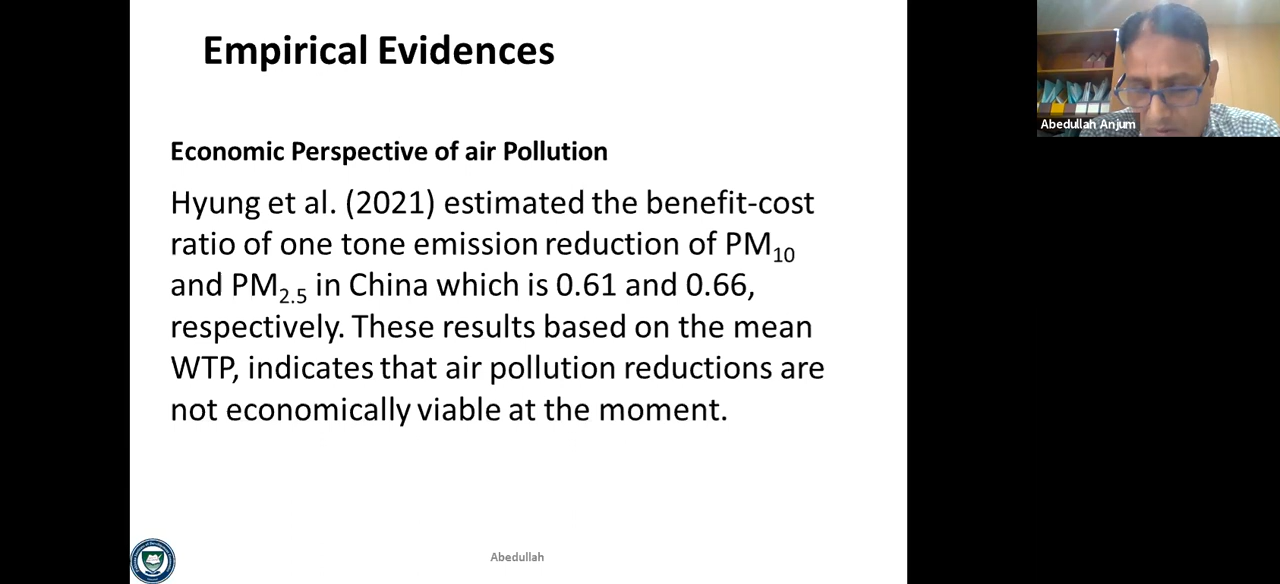 Empirical Evidences
Economic Perspective of air Pollution
Hyung et al. (2021) estimated the benefit-cost
ratio of one tone emission reduction of PM10
and PM2.5 in China which is 0.61 and 0.66,
respectively. These results based on the mean
WTP, indicates that air pollution reductions are
not economically viable at the moment.
Abedullah
Abedullah Anjum